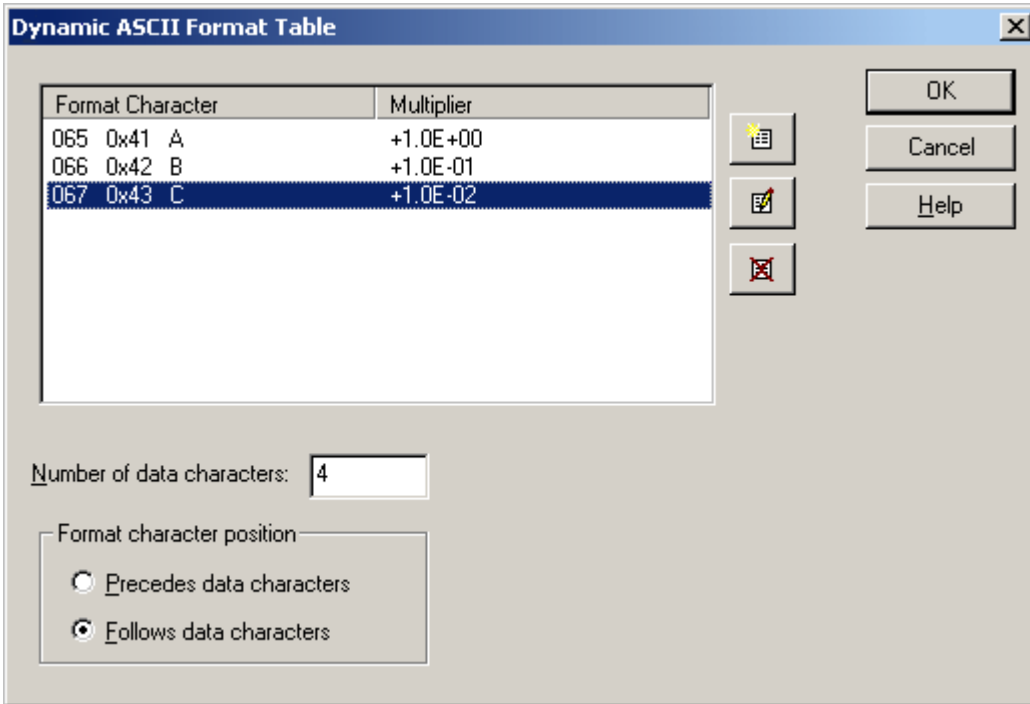 Dynamic ASCII Format Table
Format Character Multiplier
065 0x41 A +1.0E+00
066 0x42 B +1.0E-01
067 0x43 C +1.0E-02
OK
Cancel
Help
Number of data characters: 4
Format character position
Precedes data characters
Follows data characters